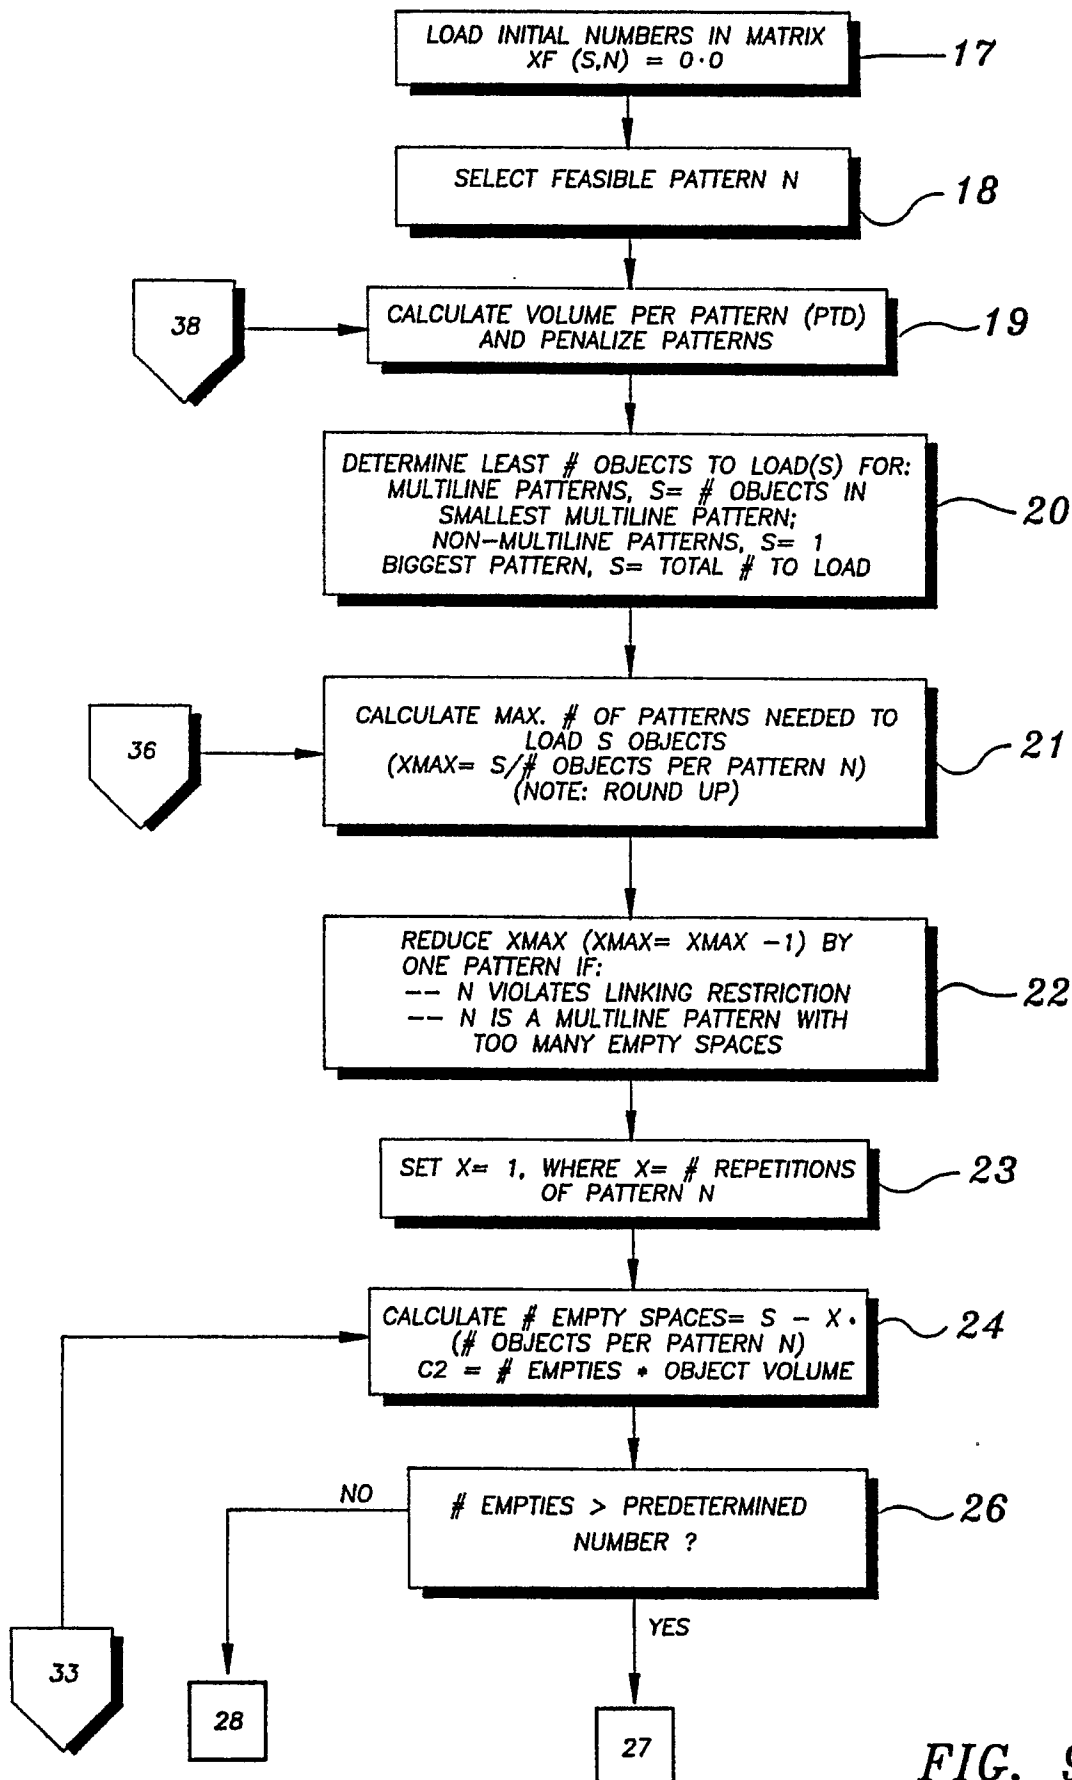 LOAD INITIAL NUMBERS IN MATRIX
XF (S,N) = 0·0
17
SELECT FEASIBLE PATTERN N
18
38
CALCULATE VOLUME PER PATTERN (PTD)
AND PENALIZE PATTERNS
19
DETERMINE LEAST # OBJECTS TO LOAD(S) FOR:
MULTILINE PATTERNS, S= # OBJECTS IN
SMALLEST MULTILINE PATTERN;
NON-MULTILINE PATTERNS, S= 1
BIGGEST PATTERN, S= TOTAL # TO LOAD
20
36
CALCULATE MAX. # OF PATTERNS NEEDED TO
LOAD S OBJECTS
(XMAX= S/# OBJECTS PER PATTERN N)
(NOTE: ROUND UP)
21
REDUCE XMAX (XMAX= XMAX -1) BY
ONE PATTERN IF:
-- N VIOLATES LINKING RESTRICTION
-- N IS A MULTILINE PATTERN WITH
TOO MANY EMPTY SPACES
22
SET X= 1, WHERE X= # REPETITIONS
OF PATTERN N
23
CALCULATE # EMPTY SPACES= S - X ·
(# OBJECTS PER PATTERN N)
C2 = # EMPTIES * OBJECT VOLUME
24
# EMPTIES > PREDETERMINED
NUMBER ?
26
NO
YES
33
28
27
FIG. 9